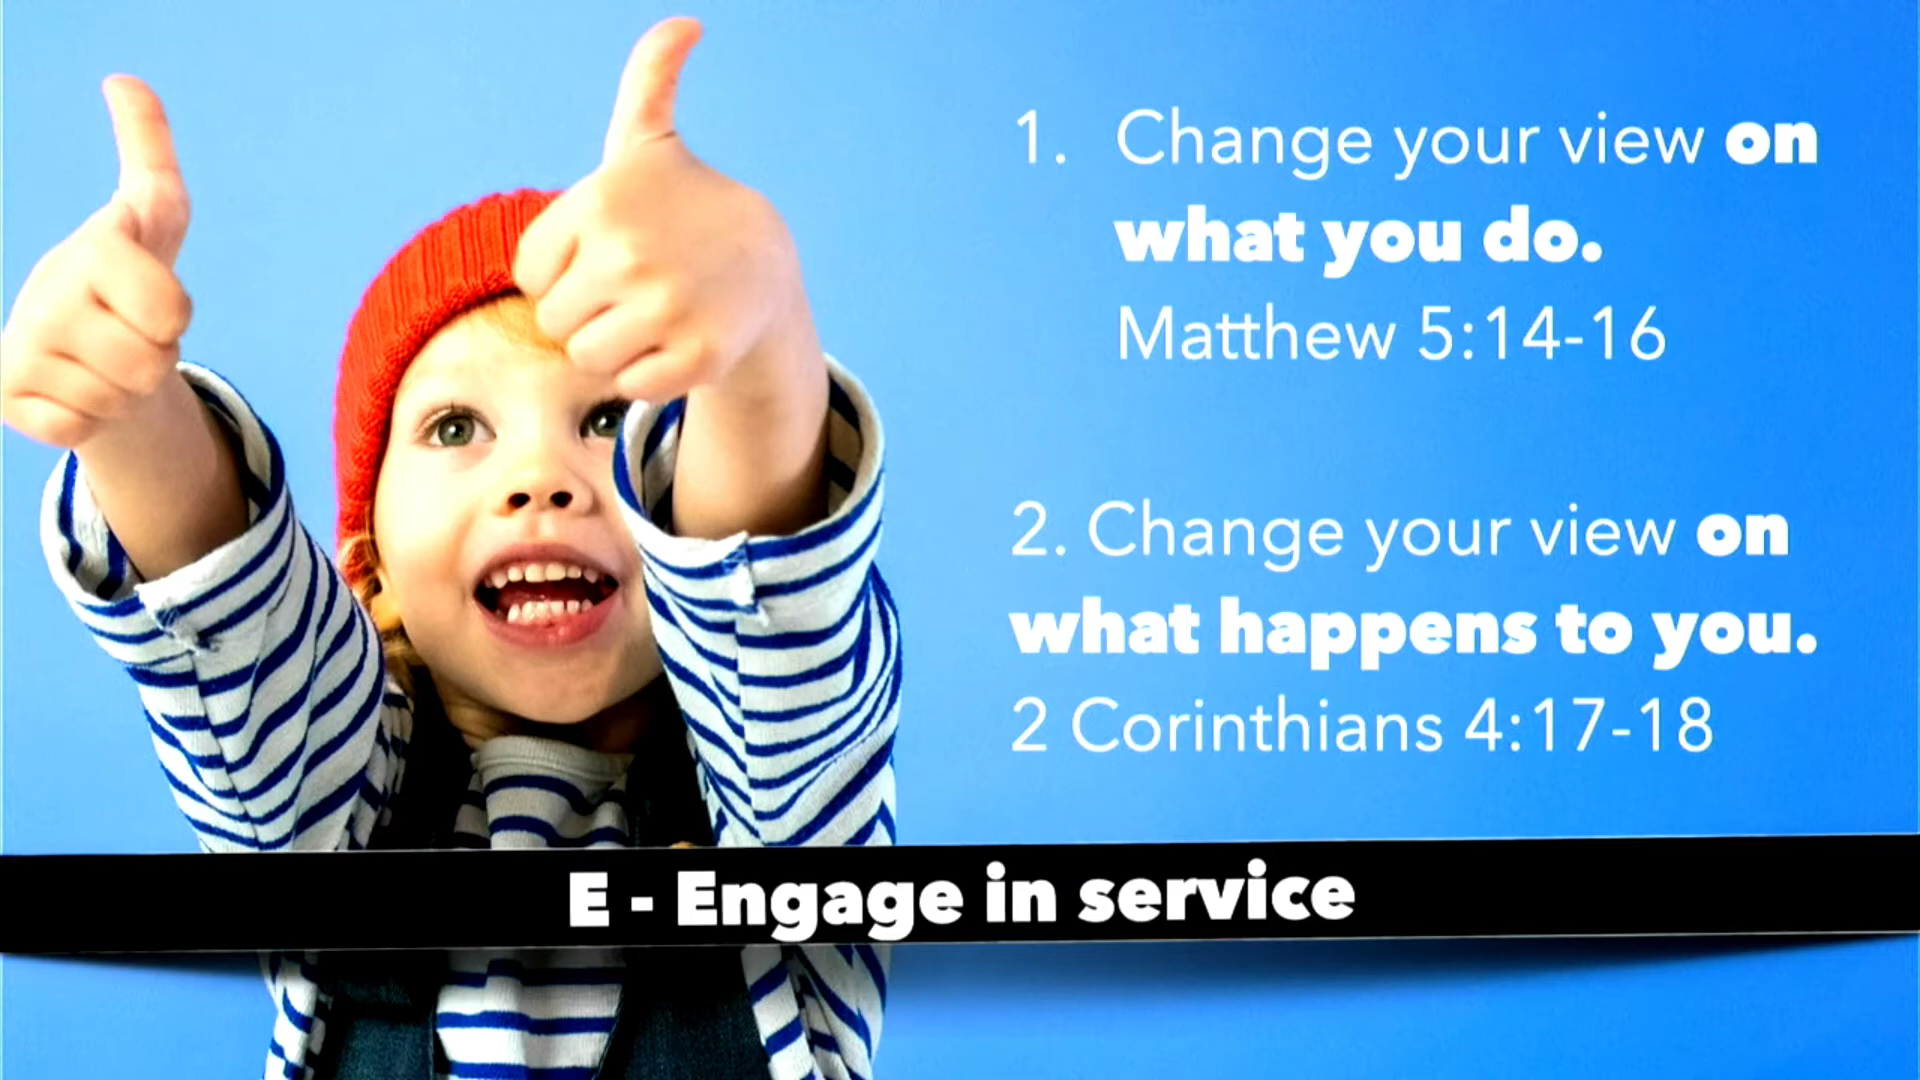 1. Change your view on
what you do.
Matthew 5:14-16
2. Change your view on
what happens to you.
2 Corinthians 4:17-18
E - Engage in service